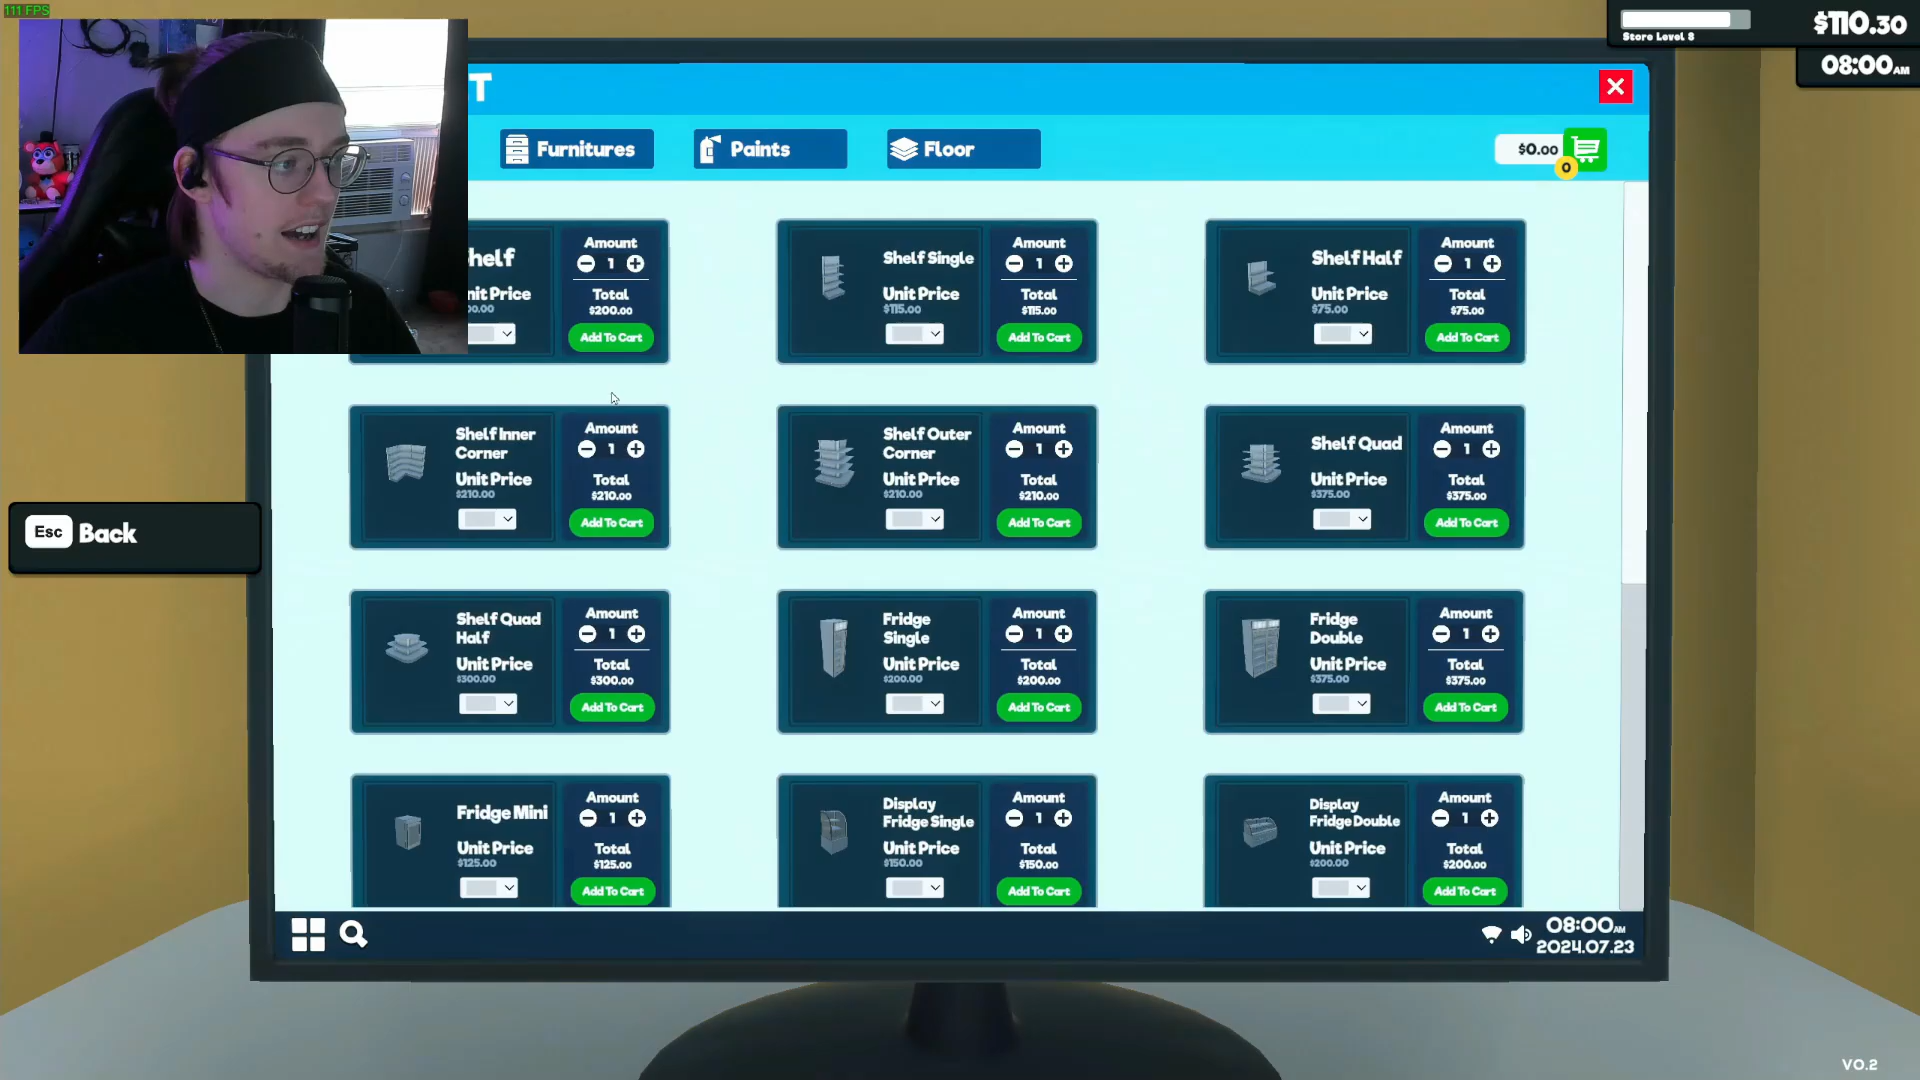 111 FPS
$110.30
Store Level 8
08:00AM
T
Furnitures
Paints
Floor
$0.00
0
Shelf
Unit Price
Amount
1
Total
$200.00
Add To Cart
Shelf Single
Unit Price
$115.00
Amount
1
Total
$115.00
Add To Cart
Shelf Half
Unit Price
$75.00
Amount
1
Total
$75.00
Add To Cart
Shelf Inner
Corner
Unit Price
$210.00
Amount
1
Total
$210.00
Add To Cart
Shelf Outer
Corner
Unit Price
$210.00
Amount
1
Total
$210.00
Add To Cart
Shelf Quad
Unit Price
$375.00
Amount
1
Total
$375.00
Add To Cart
Esc Back
Shelf Quad
Half
Unit Price
$300.00
Amount
1
Total
$300.00
Add To Cart
Fridge
Single
Unit Price
$200.00
Amount
1
Total
$200.00
Add To Cart
Fridge
Double
Unit Price
$375.00
Amount
1
Total
$375.00
Add To Cart
Fridge Mini
Unit Price
$125.00
Amount
1
Total
$125.00
Add To Cart
Display
Fridge Single
Unit Price
$150.00
Amount
1
Total
$150.00
Add To Cart
Display
Fridge Double
Unit Price
$200.00
Amount
1
Total
$200.00
Add To Cart
08:00AM
2024.07.23
V0.2